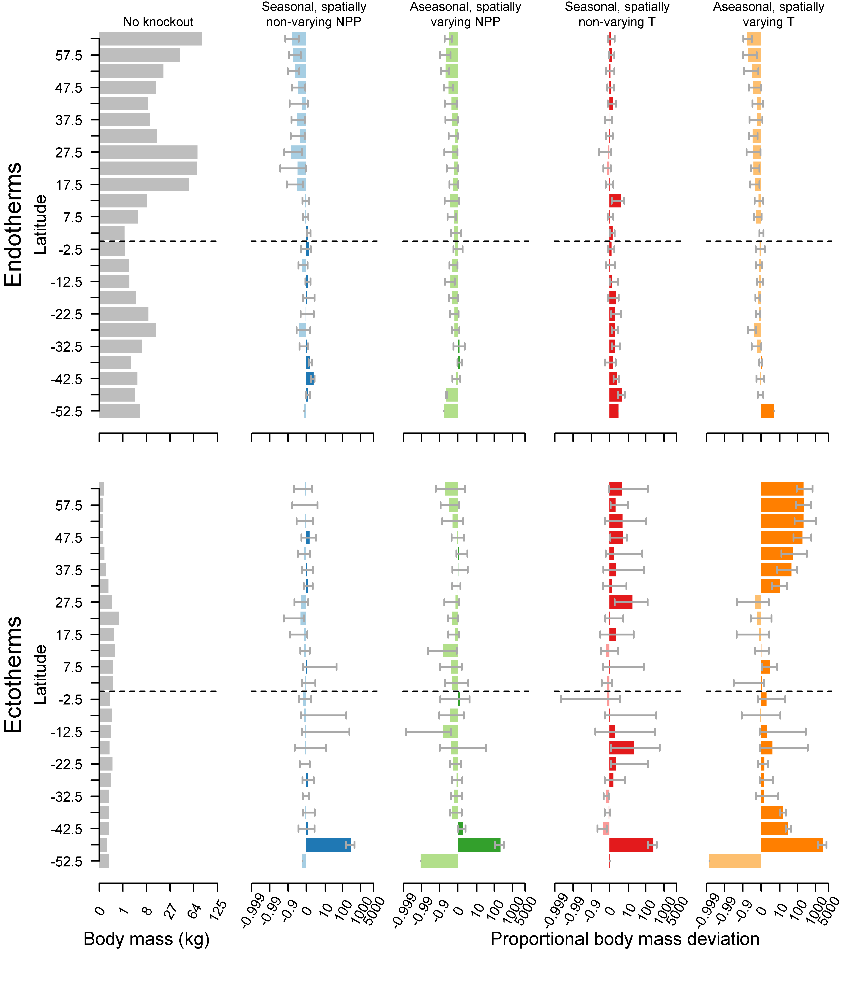 Seasonal, spatially
non-varying NPP
Aseasonal, spatially
varying NPP
Seasonal, spatially
non-varying T
Aseasonal, spatially
varying T
No knockout
Endotherms
Latitude
57.5
47.5
37.5
27.5
17.5
7.5
-2.5
-12.5
-22.5
-32.5
-42.5
-52.5
Ectotherms
Latitude
57.5
47.5
37.5
27.5
17.5
7.5
-2.5
-12.5
-22.5
-32.5
-42.5
-52.5
0 1 8 27 64 125
-0.999 -0.99 -0.9 0 10 100 1000 5000
-0.999 -0.99 -0.9 0 10 100 1000 5000
-0.999 -0.99 -0.9 0 10 100 1000 5000
-0.999 -0.99 -0.9 0 10 100 1000 5000
Body mass (kg)
Proportional body mass deviation